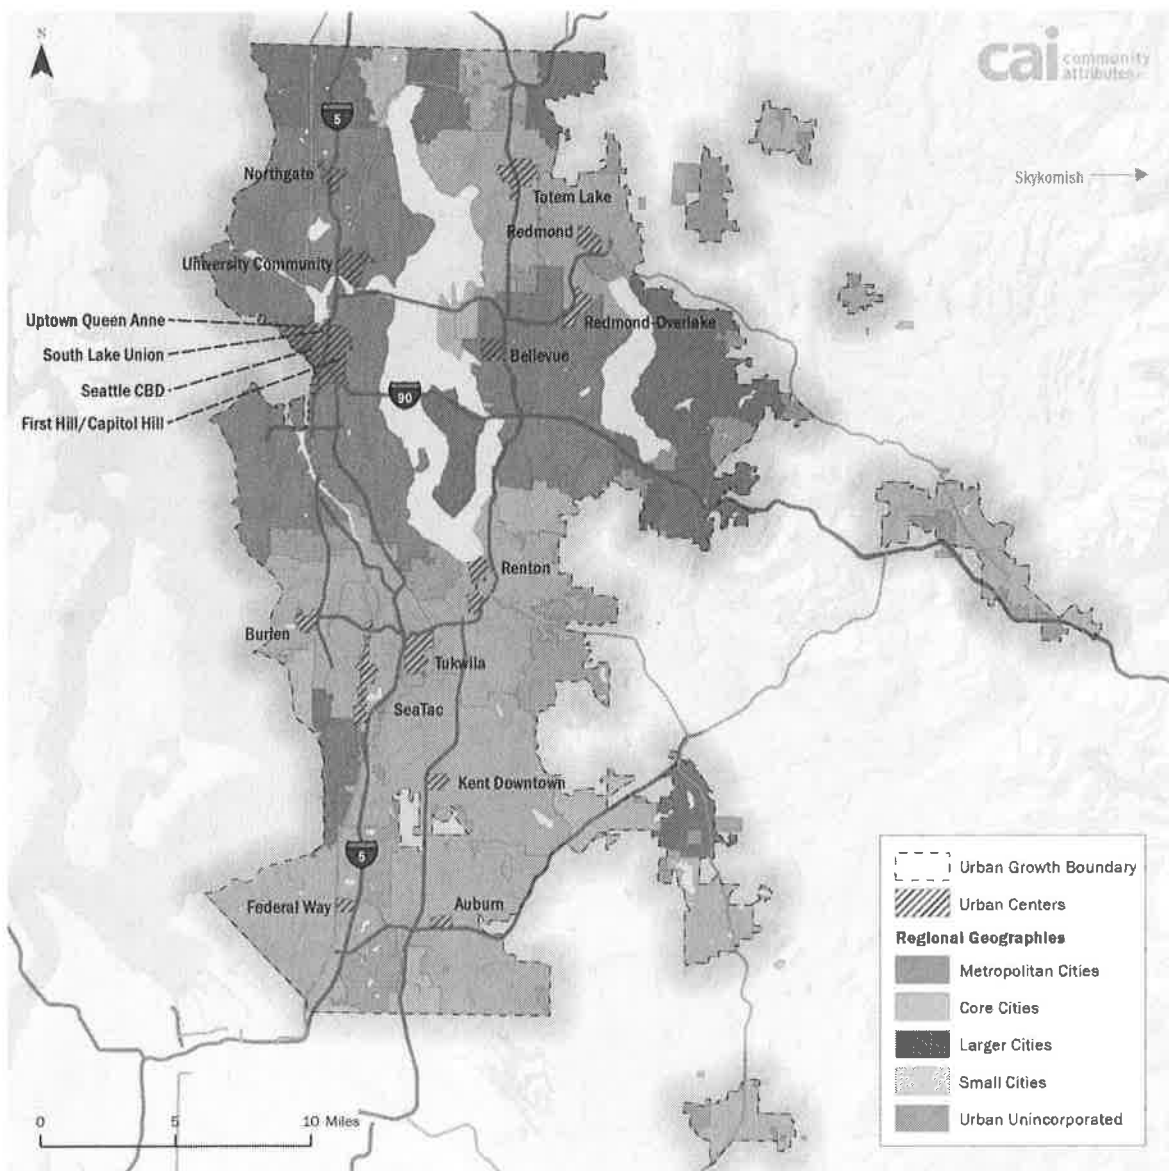 N
cai community
attributes inc
5
Northgate
Totem Lake
Skykomish
Redmond
University Community
Uptown Queen Anne
Redmond-Overlake
South Lake Union
Bellevue
Seattle CBD
90
First Hill/Capitol Hill
Renton
Burien
Tukwila
SeaTac
Kent Downtown
5
Federal Way
Auburn
Urban Growth Boundary
Urban Centers
Regional Geographies
Metropolitan Cities
Core Cities
Larger Cities
Small Cities
Urban Unincorporated
0 5 10 Miles